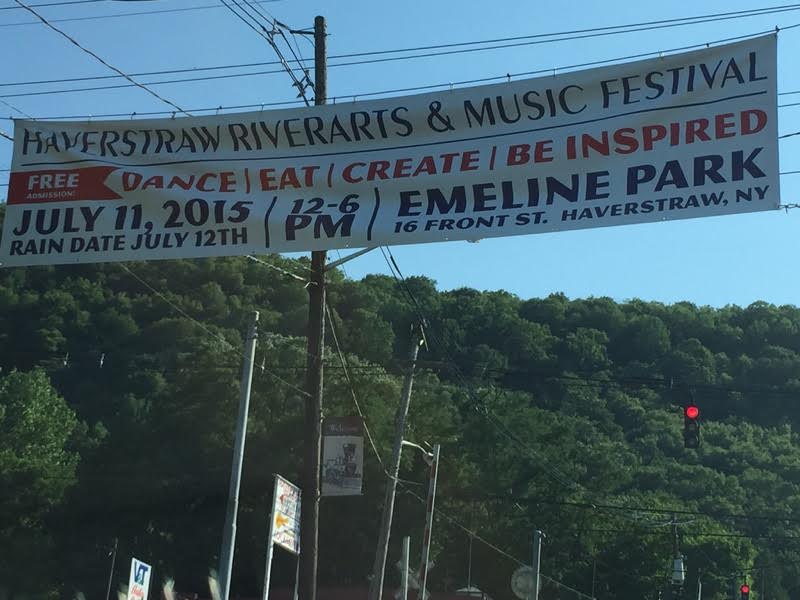 HAVERSTRAW RIVERARTS & MUSIC FESTIVAL
FREE ADMISSION! DANCE | EAT | CREATE | BE INSPIRED
JULY 11, 2015 / 12-6 PM / EMELINE PARK
RAIN DATE JULY 12TH 16 FRONT ST. HAVERSTRAW, NY
Welcome